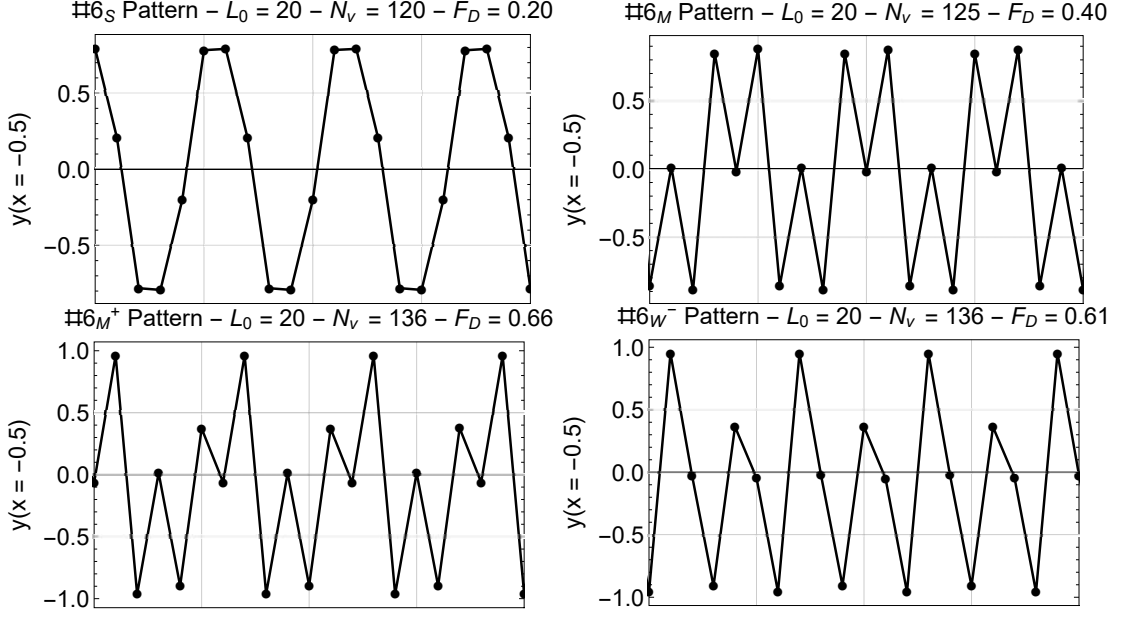 ⌗6S Pattern – L0 = 20 – Nv = 120 – FD = 0.20
0.5
0.0
−0.5
y(x = −0.5)
⌗6M Pattern – L0 = 20 – Nv = 125 – FD = 0.40
0.5
0.0
−0.5
y(x = −0.5)
⌗6M+ Pattern – L0 = 20 – Nv = 136 – FD = 0.66
1.0
0.5
0.0
−0.5
−1.0
y(x = −0.5)
⌗6W− Pattern – L0 = 20 – Nv = 136 – FD = 0.61
1.0
0.5
0.0
−0.5
−1.0
y(x = −0.5)